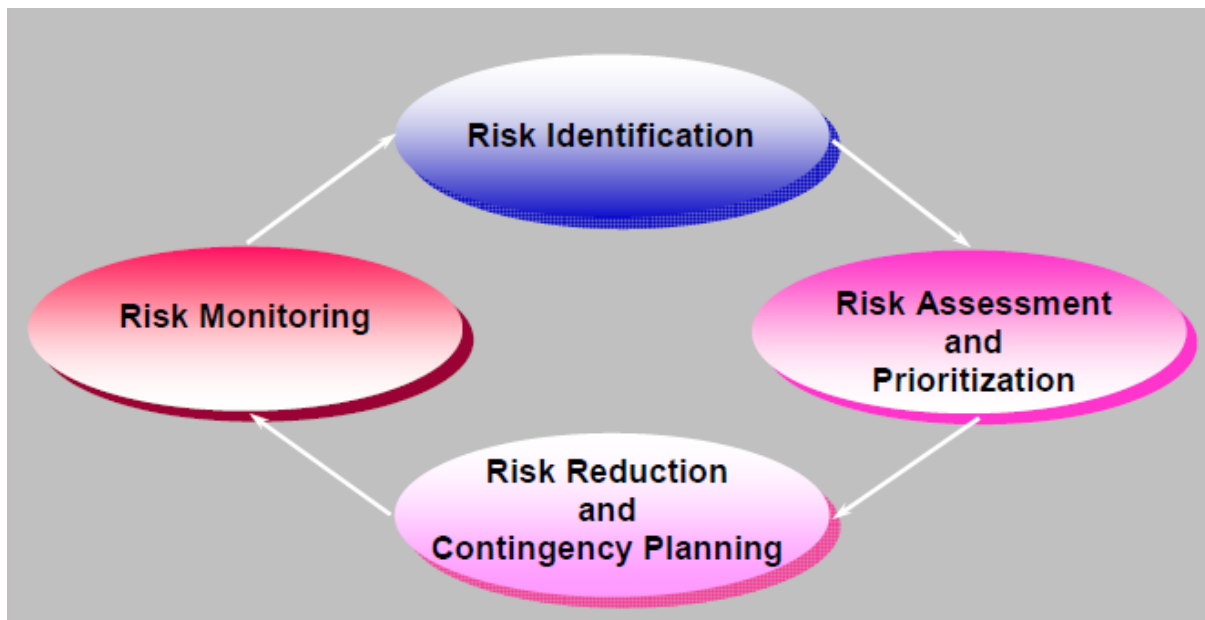 Risk Identification
Risk Monitoring
Risk Assessment
and
Prioritization
Risk Reduction
and
Contingency Planning